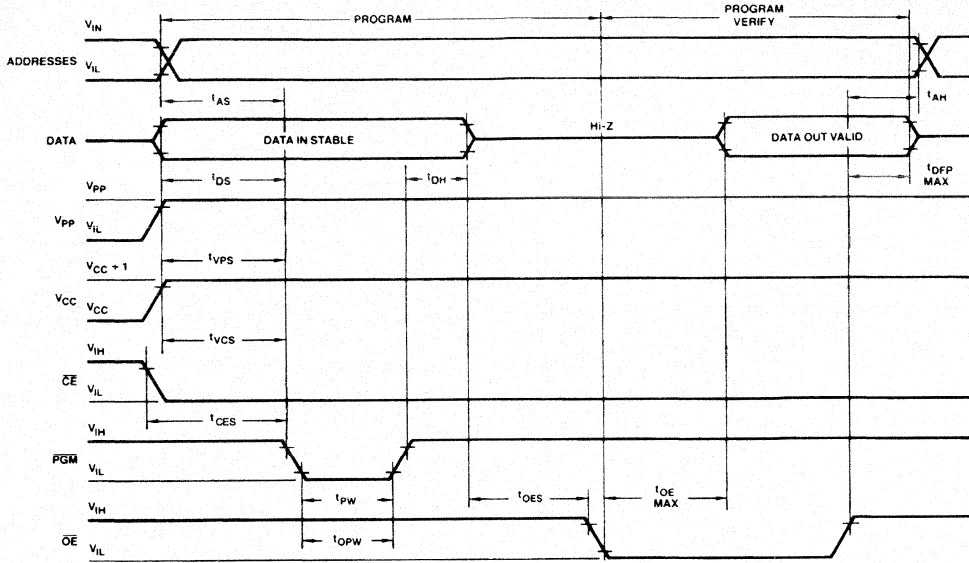 PROGRAM
PROGRAM
VERIFY
VIN
ADDRESSES
VIL
tAS
tAH
DATA
DATA IN STABLE
Hi-Z
DATA OUT VALID
tDS
tDH
tDFP
MAX
VPP
VPP
ViL
tVPS
VCC + 1
VCC
VCC
tVCS
VIH
CE
VIL
tCES
VIH
PGM
VIL
tPW
tOES
tOE
MAX
VIH
tOPW
OE
VIL